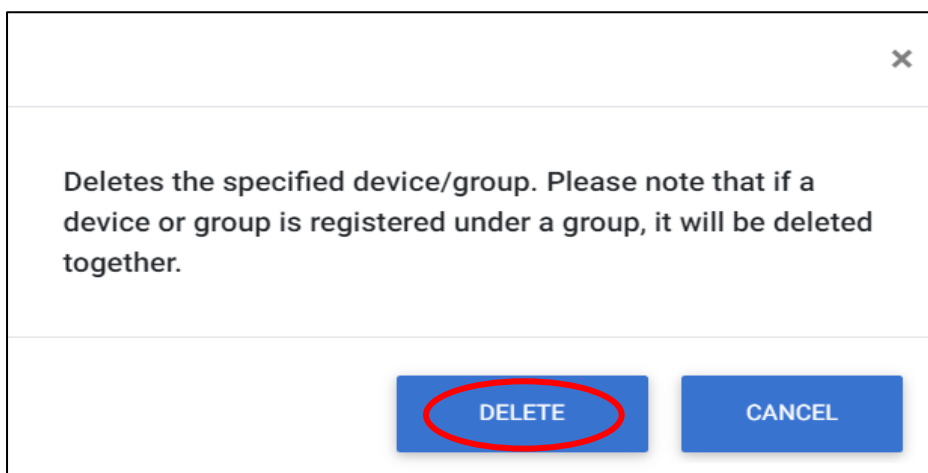 ×
Deletes the specified device/group. Please note that if a
device or group is registered under a group, it will be deleted
together.
DELETE CANCEL